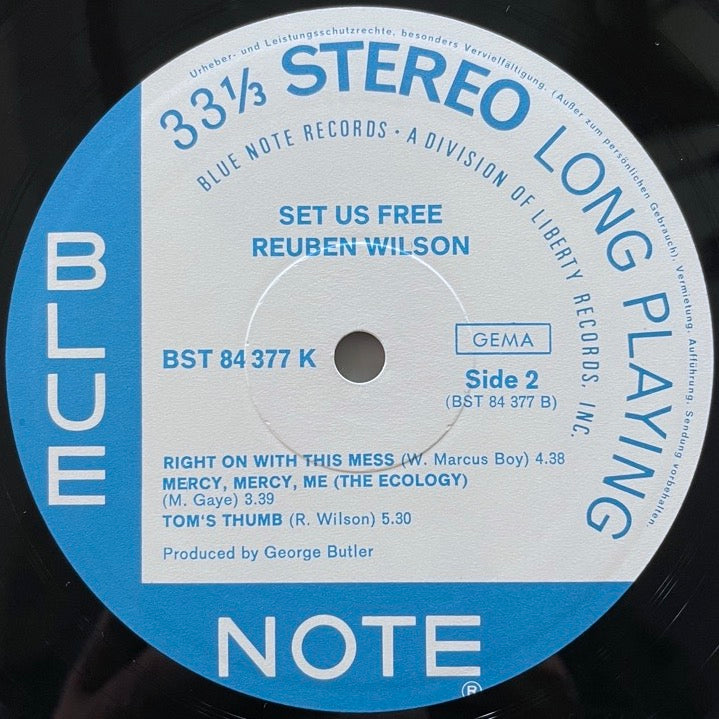 Urheber- und Leistungsschutzrechte, besonders Vervielfältigung, (Außer zum persönlichen Gebrauch), Vermietung, Aufführung, Sendung vorbehalten.
33⅓ STEREO LONG PLAYING
BLUE NOTE RECORDS · A DIVISION OF LIBERTY RECORDS, INC.
SET US FREE
REUBEN WILSON
BST 84 377 K
GEMA
Side 2
(BST 84 377 B)
RIGHT ON WITH THIS MESS (W. Marcus Boy) 4.38
MERCY, MERCY, ME (THE ECOLOGY)
(M. Gaye) 3.39
TOM'S THUMB (R. Wilson) 5.30
Produced by George Butler
BLUE
NOTE
®